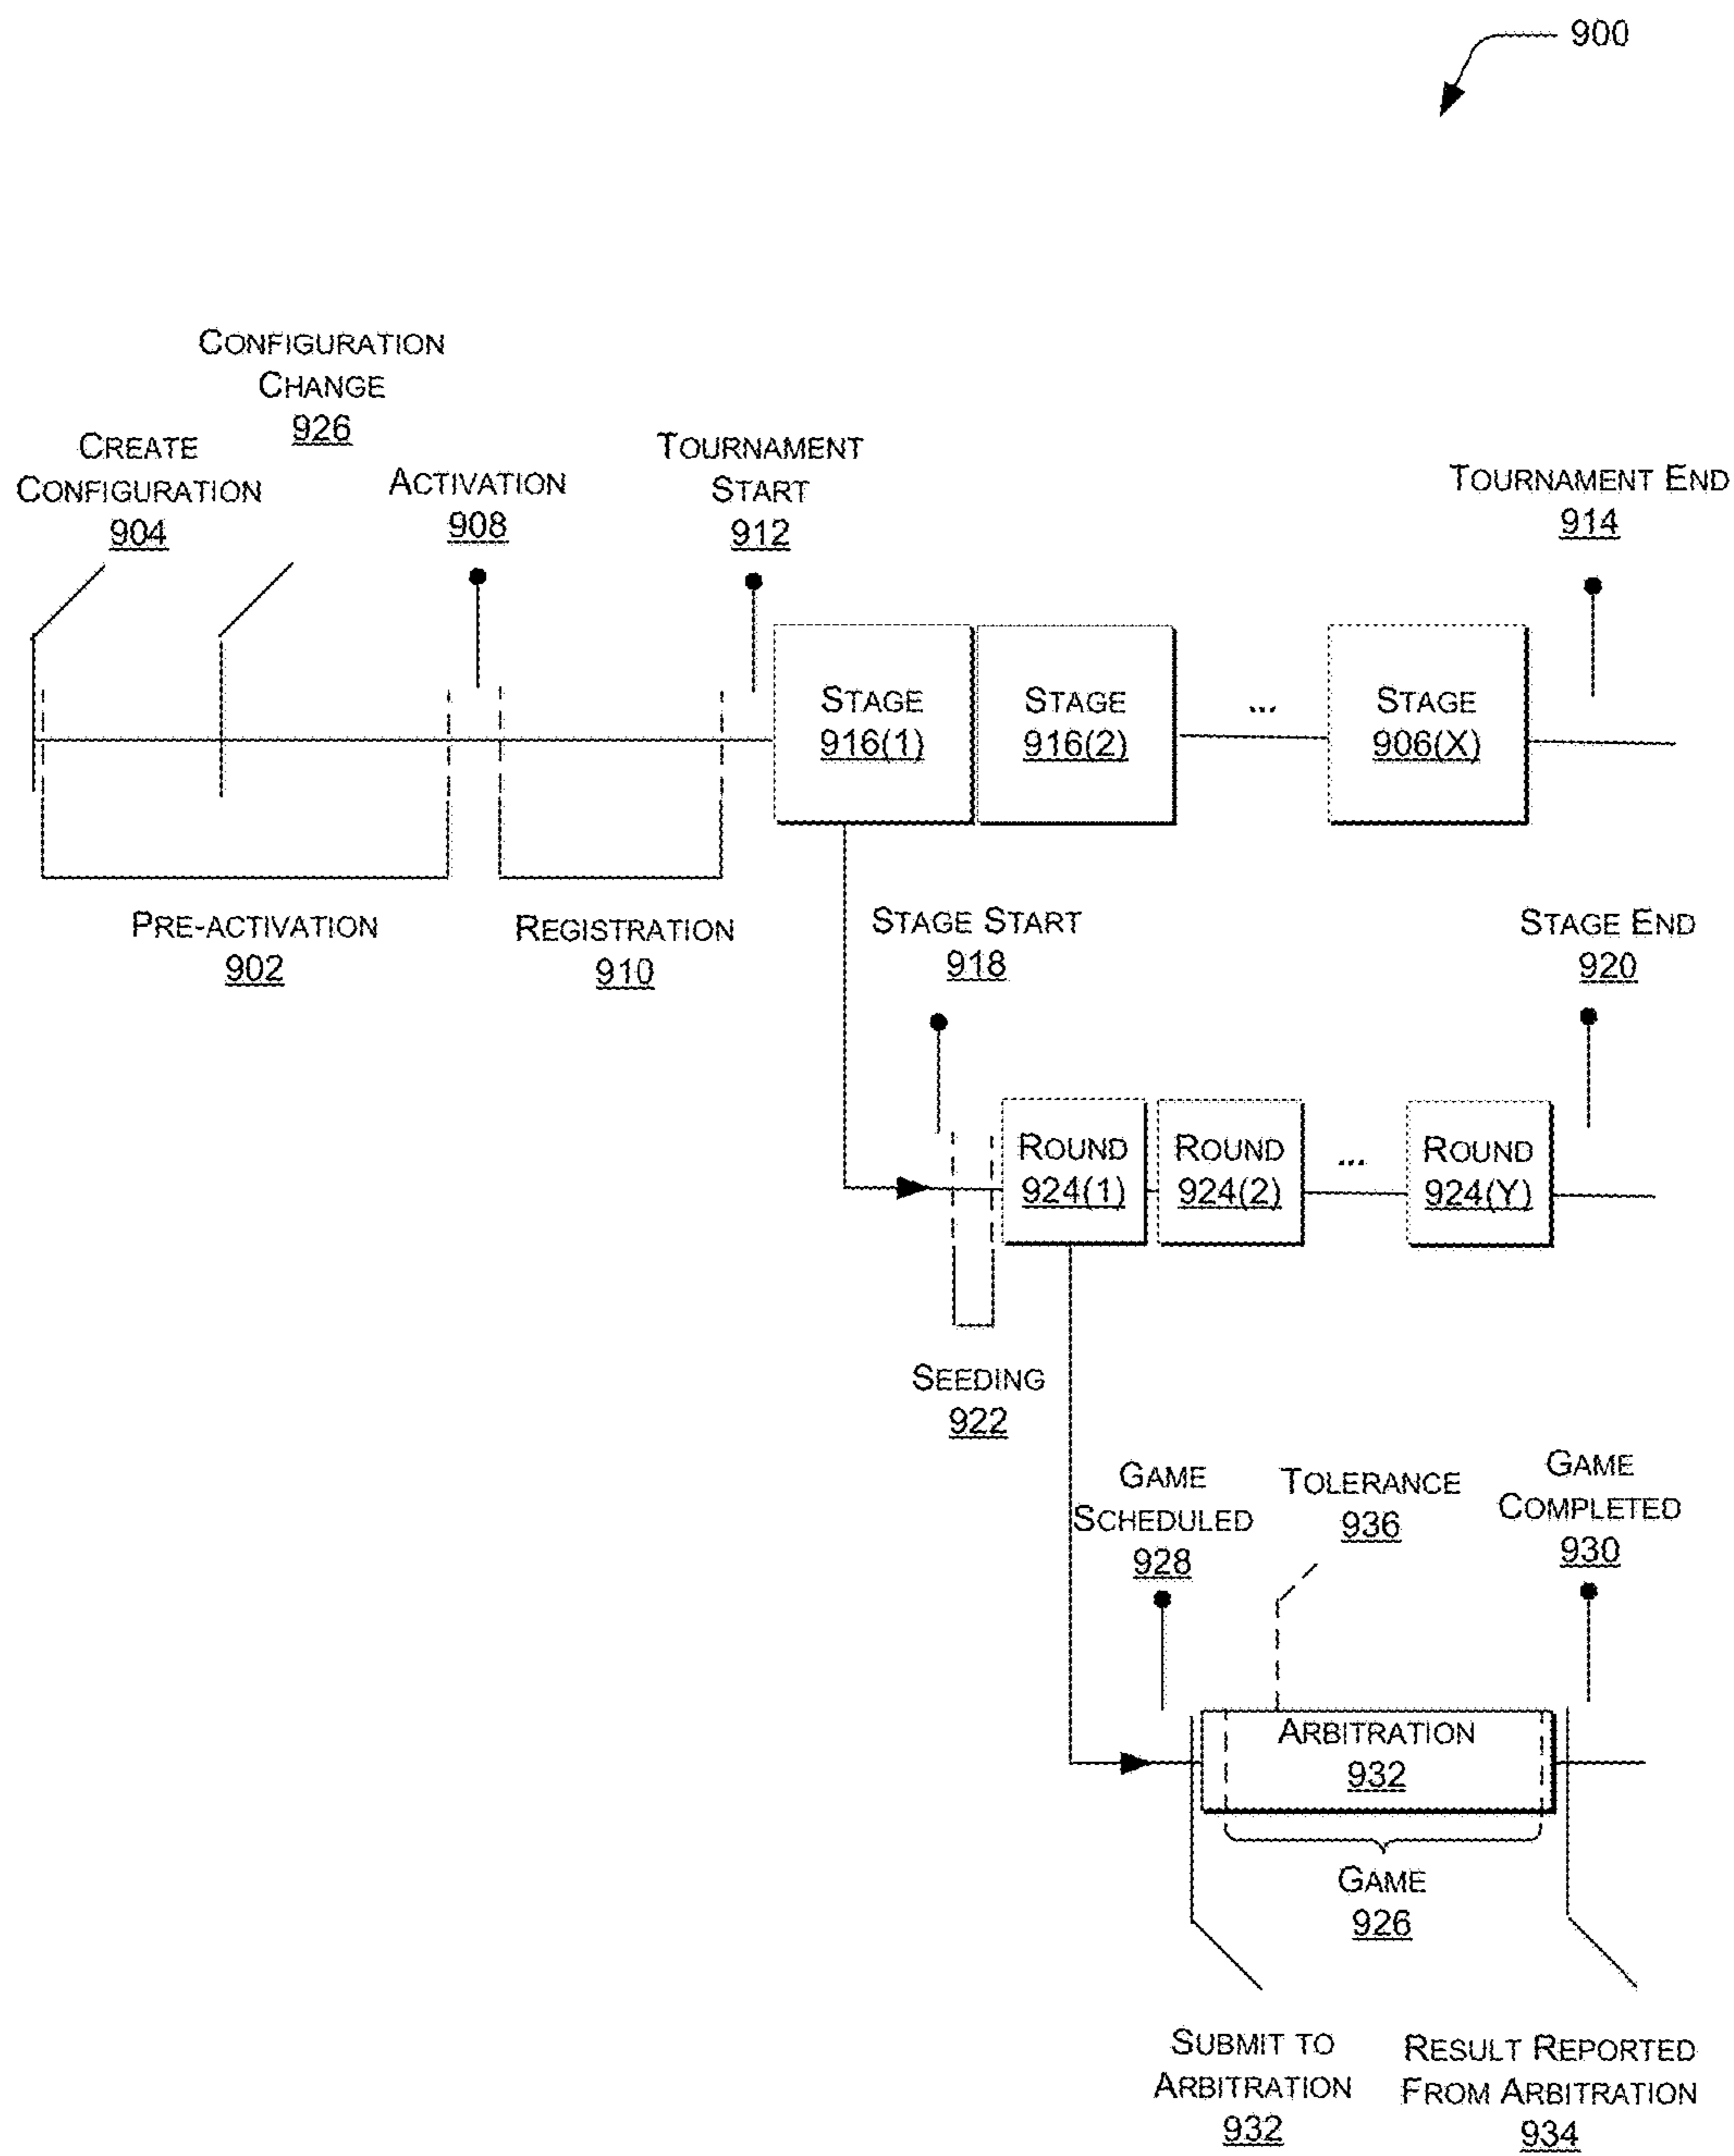 900
CONFIGURATION
CHANGE
926
CREATE
CONFIGURATION
904
ACTIVATION
908
TOURNAMENT
START
912
TOURNAMENT END
914
STAGE
916(1)
STAGE
916(2)
...
STAGE
906(X)
PRE-ACTIVATION
902
REGISTRATION
910
STAGE START
918
STAGE END
920
ROUND
924(1)
ROUND
924(2)
...
ROUND
924(Y)
SEEDING
922
GAME
SCHEDULED
928
TOLERANCE
936
GAME
COMPLETED
930
ARBITRATION
932
GAME
926
SUBMIT TO
ARBITRATION
932
RESULT REPORTED
FROM ARBITRATION
934